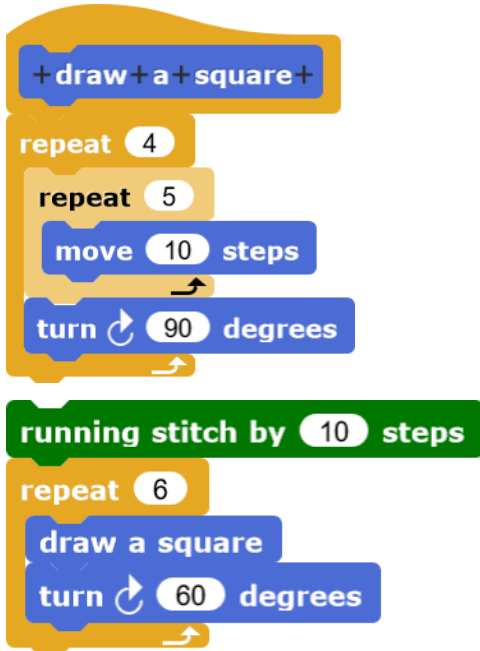 +draw+a+square+
repeat 4
repeat 5
move 10 steps
turn 90 degrees
running stitch by 10 steps
repeat 6
draw a square
turn 60 degrees